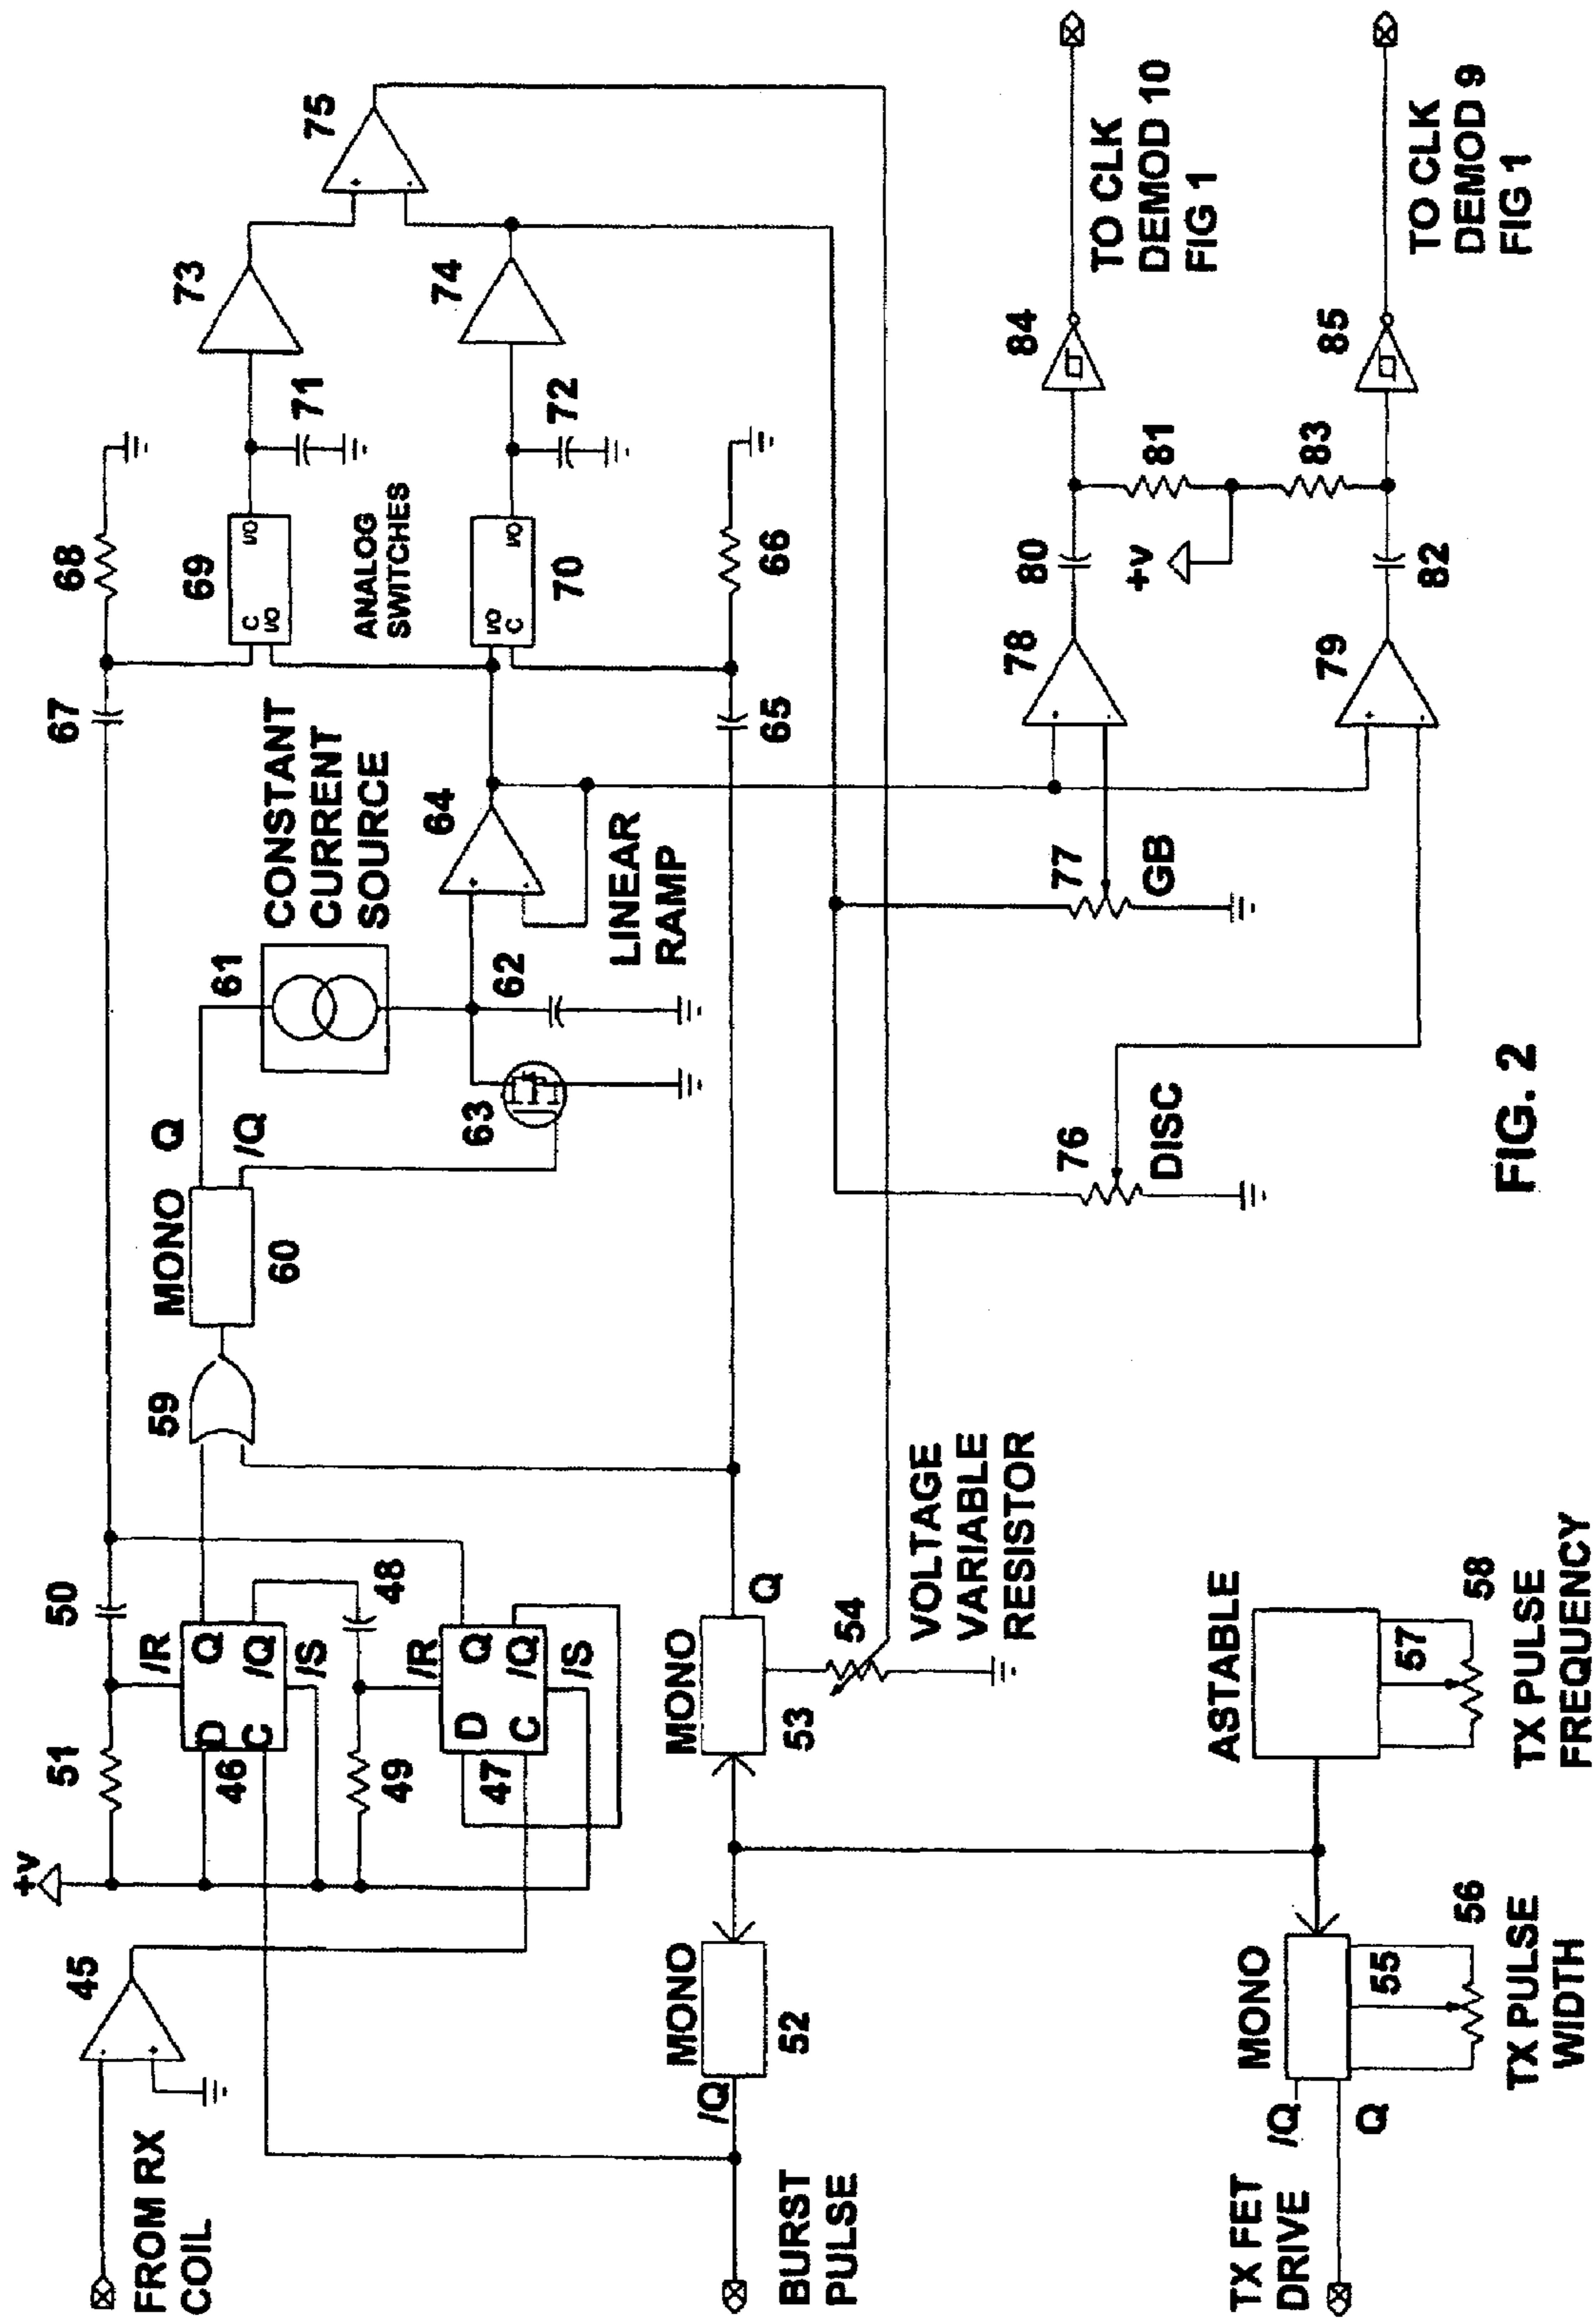 67
68
CONSTANT
CURRENT
SOURCE
61
69
C
I/O
O/I
73
75
71
ANALOG
SWITCHES
64
70
I/O
C
O/I
74
72
LINEAR
RAMP
62
63
65
66
MONO
60
Q
/Q
59
+V
51
50
/R
D
Q
46
C
/Q
/S
48
49
/R
D
Q
47
C
/Q
/S
45
FROM RX
COIL
BURST
PULSE
/Q
MONO
52
MONO
53
Q
54
VOLTAGE
VARIABLE
RESISTOR
TX FET
DRIVE
/Q
Q
MONO
55
56
TX PULSE
WIDTH
ASTABLE
57
58
TX PULSE
FREQUENCY
76
DISC
77
GB
78
80
84
+V
81
TO CLK
DEMOD 10
FIG 1
79
82
83
85
TO CLK
DEMOD 9
FIG 1
FIG. 2